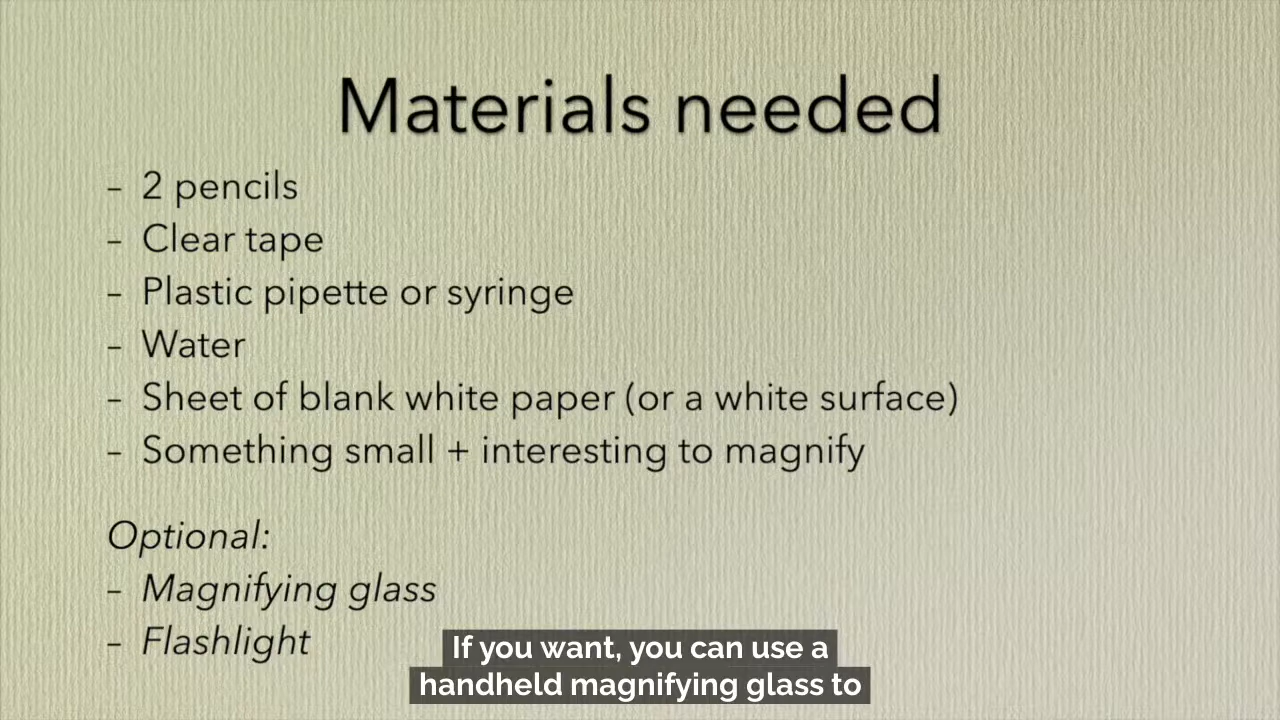 Materials needed
– 2 pencils
– Clear tape
– Plastic pipette or syringe
– Water
– Sheet of blank white paper (or a white surface)
– Something small + interesting to magnify
Optional:
– Magnifying glass
– Flashlight
If you want, you can use a
handheld magnifying glass to